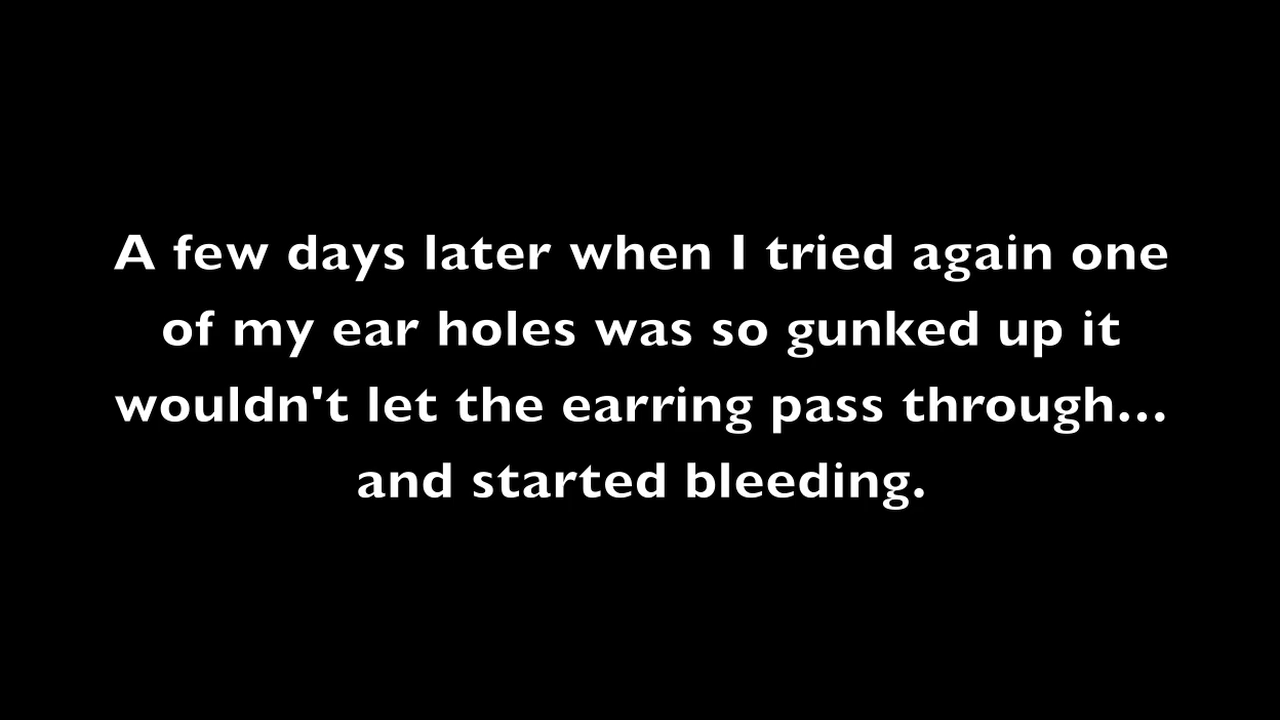 A few days later when I tried again one
of my ear holes was so gunked up it
wouldn't let the earring pass through...
and started bleeding.